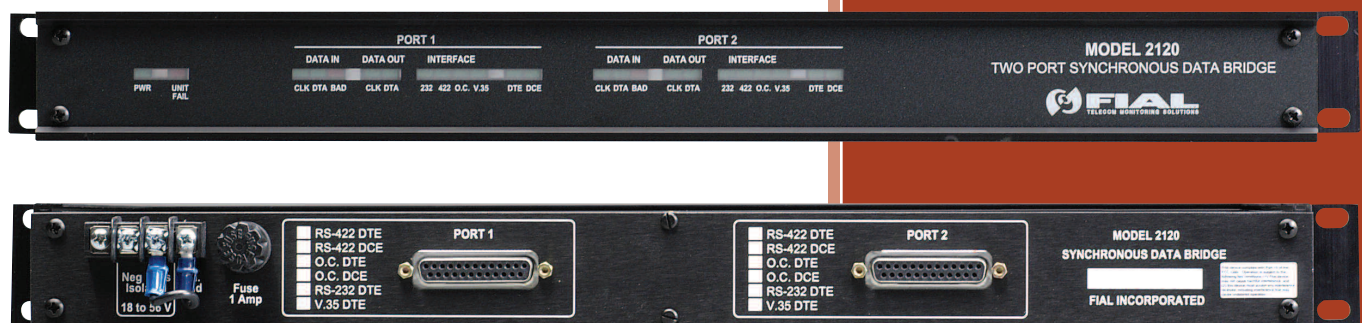 PORT 1
DATA IN DATA OUT INTERFACE
CLK DTA BAD CLK DTA 232 422 O.C. V.35 DTE DCE
PORT 2
DATA IN DATA OUT INTERFACE
CLK DTA BAD CLK DTA 232 422 O.C. V.35 DTE DCE
PWR UNIT
FAIL
MODEL 2120
TWO PORT SYNCHRONOUS DATA BRIDGE
FIAL
TELECOM MONITORING SOLUTIONS
Neg
18 to 56 V
Fuse
1 Amp
RS-422 DTE
RS-422 DCE
O.C. DTE
O.C. DCE
RS-232 DTE
V.35 DTE
PORT 1
RS-422 DTE
RS-422 DCE
O.C. DTE
O.C. DCE
RS-232 DTE
V.35 DTE
PORT 2
MODEL 2120
SYNCHRONOUS DATA BRIDGE
FIAL INCORPORATED